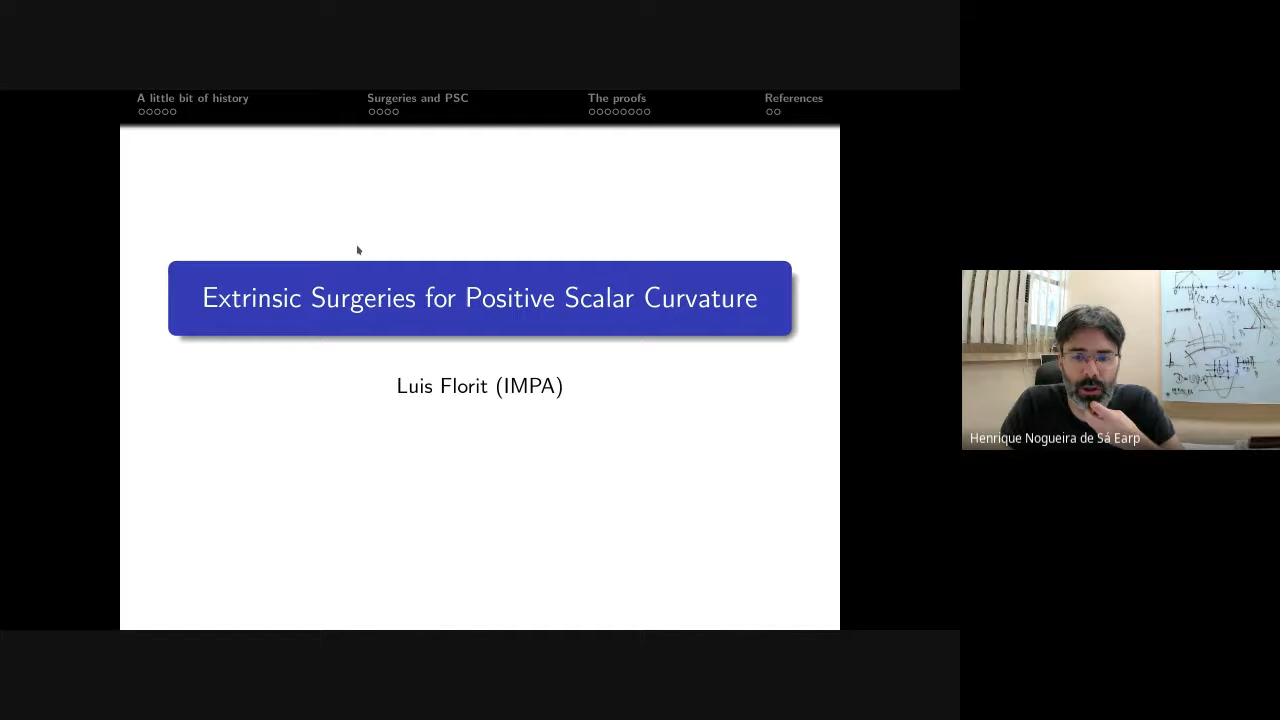 A little bit of history
Surgeries and PSC
The proofs
References
Extrinsic Surgeries for Positive Scalar Curvature
Luis Florit (IMPA)
Henrique Nogueira de Sá Earp